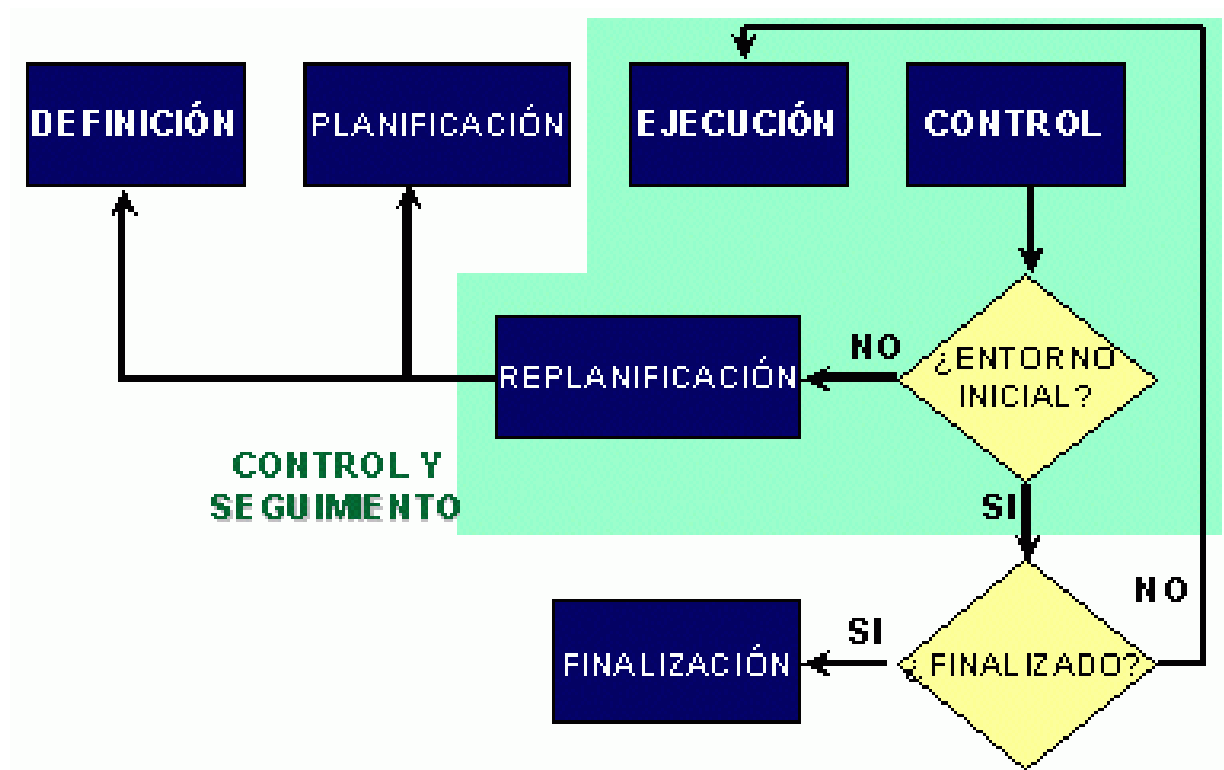 DEFINICIÓN
PLANIFICACIÓN
EJECUCIÓN
CONTROL
REPLANIFICACIÓN
NO
¿ENTORNO
INICIAL?
CONTROL Y
SEGUIMIENTO
SI
FINALIZACIÓN
SI
¿FINALIZADO?
NO